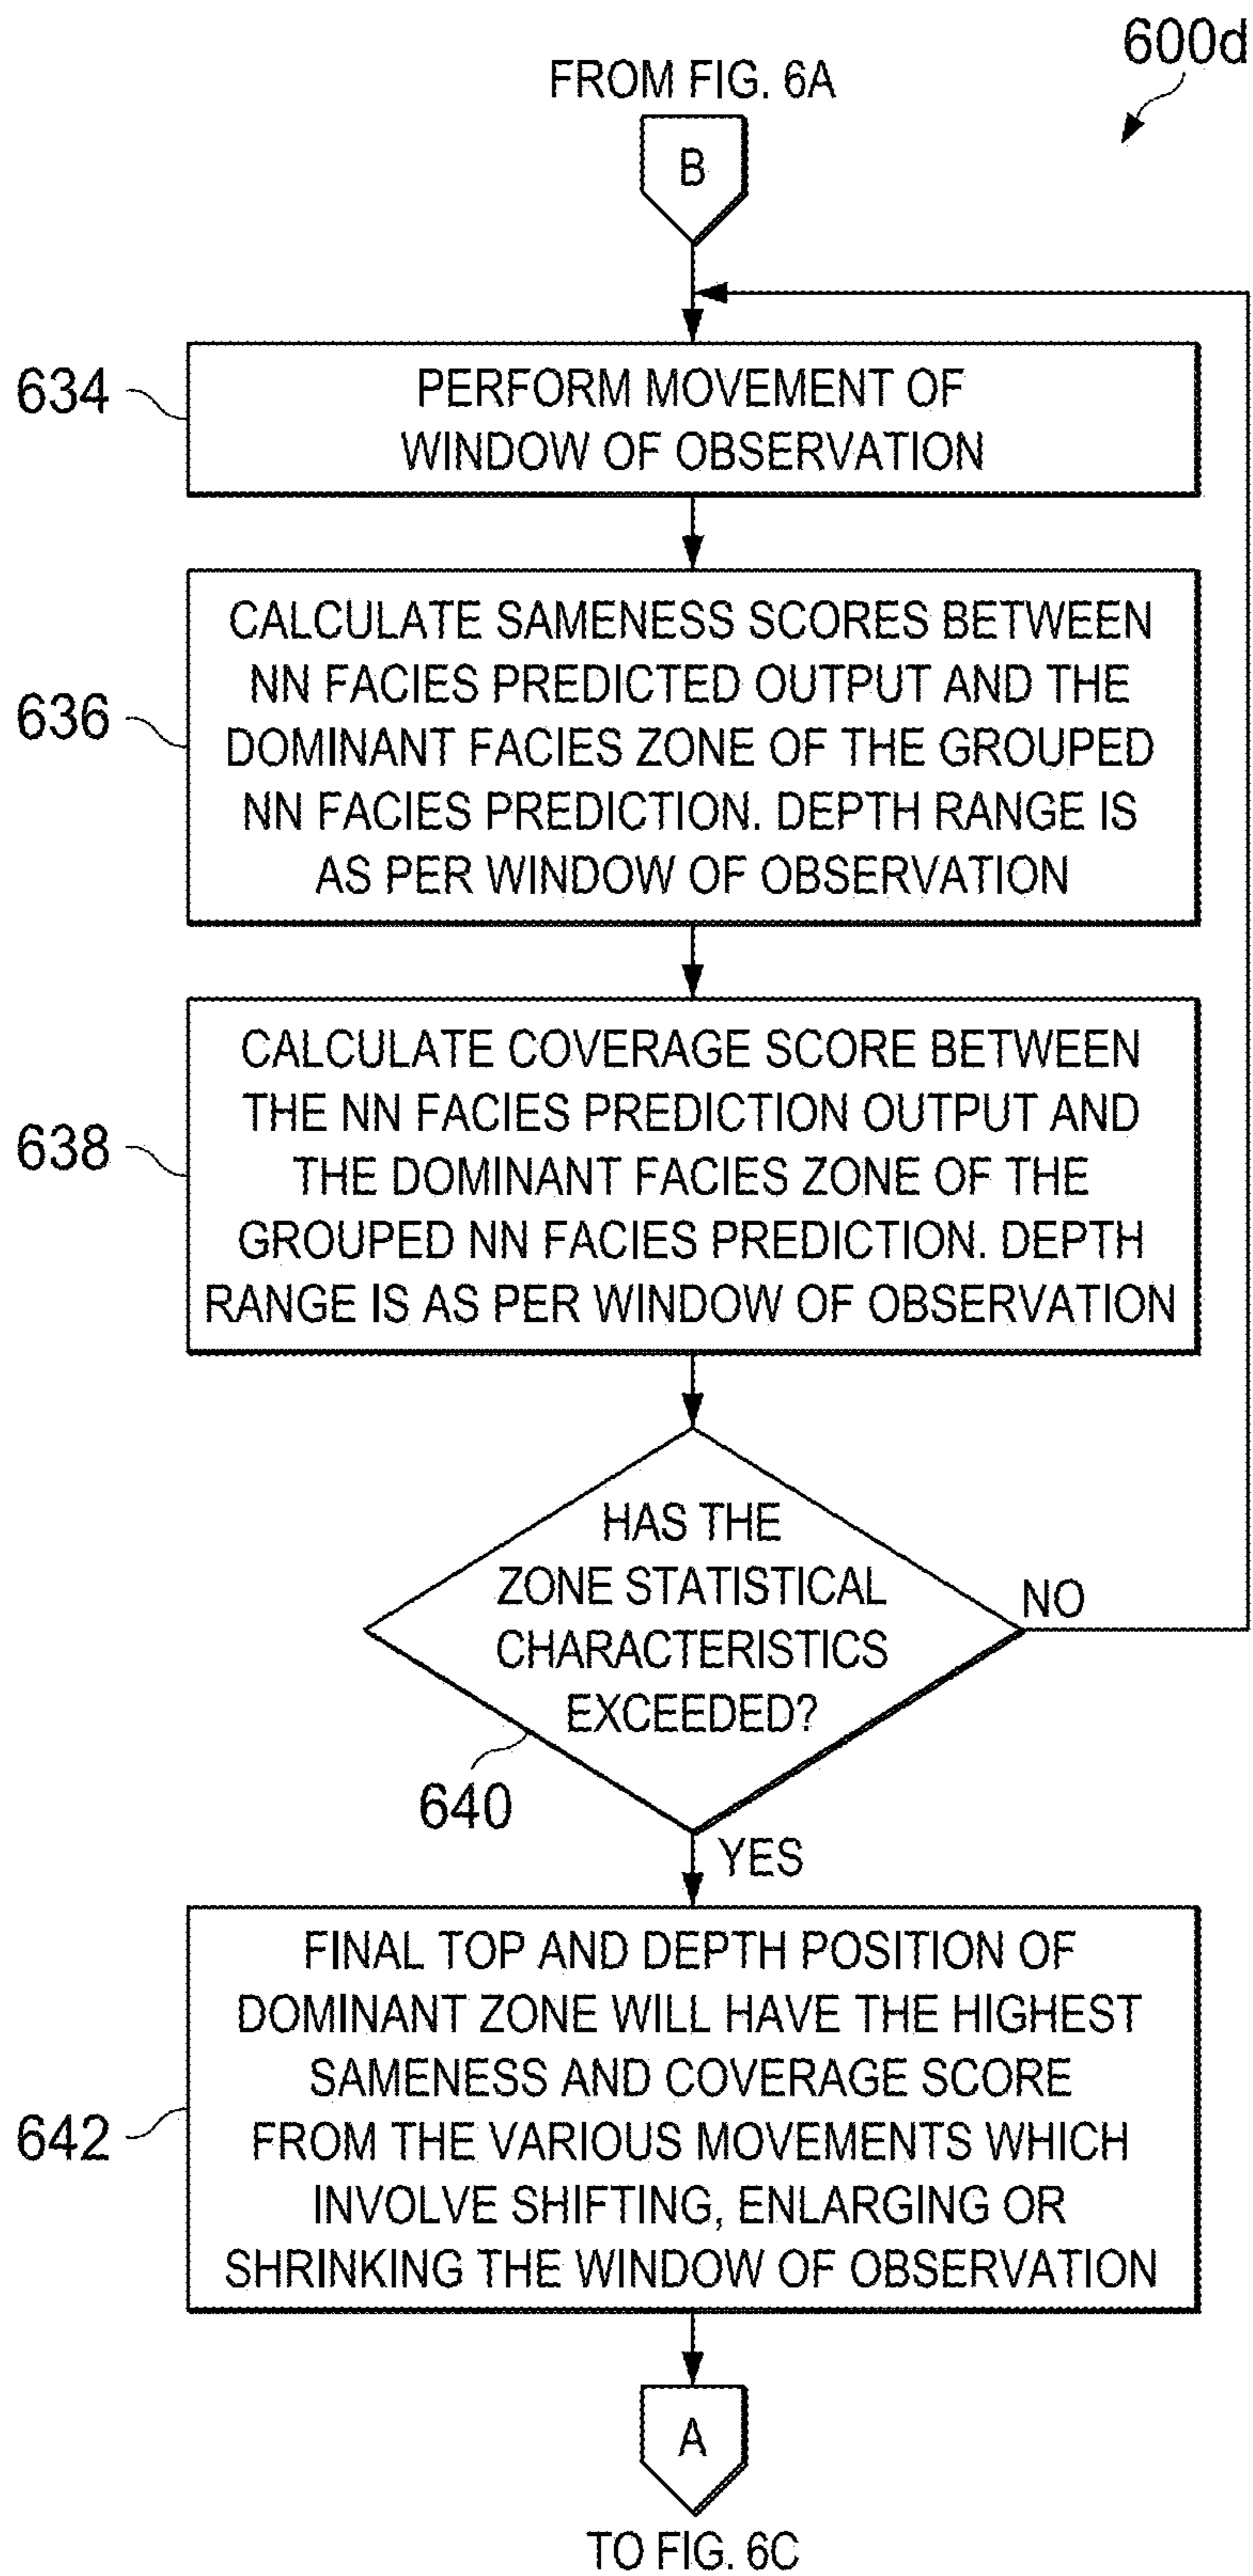 600d
FROM FIG. 6A
B
634
PERFORM MOVEMENT OF
WINDOW OF OBSERVATION
636
CALCULATE SAMENESS SCORES BETWEEN
NN FACIES PREDICTED OUTPUT AND THE
DOMINANT FACIES ZONE OF THE GROUPED
NN FACIES PREDICTION. DEPTH RANGE IS
AS PER WINDOW OF OBSERVATION
638
CALCULATE COVERAGE SCORE BETWEEN
THE NN FACIES PREDICTION OUTPUT AND
THE DOMINANT FACIES ZONE OF THE
GROUPED NN FACIES PREDICTION. DEPTH
RANGE IS AS PER WINDOW OF OBSERVATION
HAS THE
ZONE STATISTICAL
CHARACTERISTICS
EXCEEDED?
NO
640
YES
642
FINAL TOP AND DEPTH POSITION OF
DOMINANT ZONE WILL HAVE THE HIGHEST
SAMENESS AND COVERAGE SCORE
FROM THE VARIOUS MOVEMENTS WHICH
INVOLVE SHIFTING, ENLARGING OR
SHRINKING THE WINDOW OF OBSERVATION
A
TO FIG. 6C